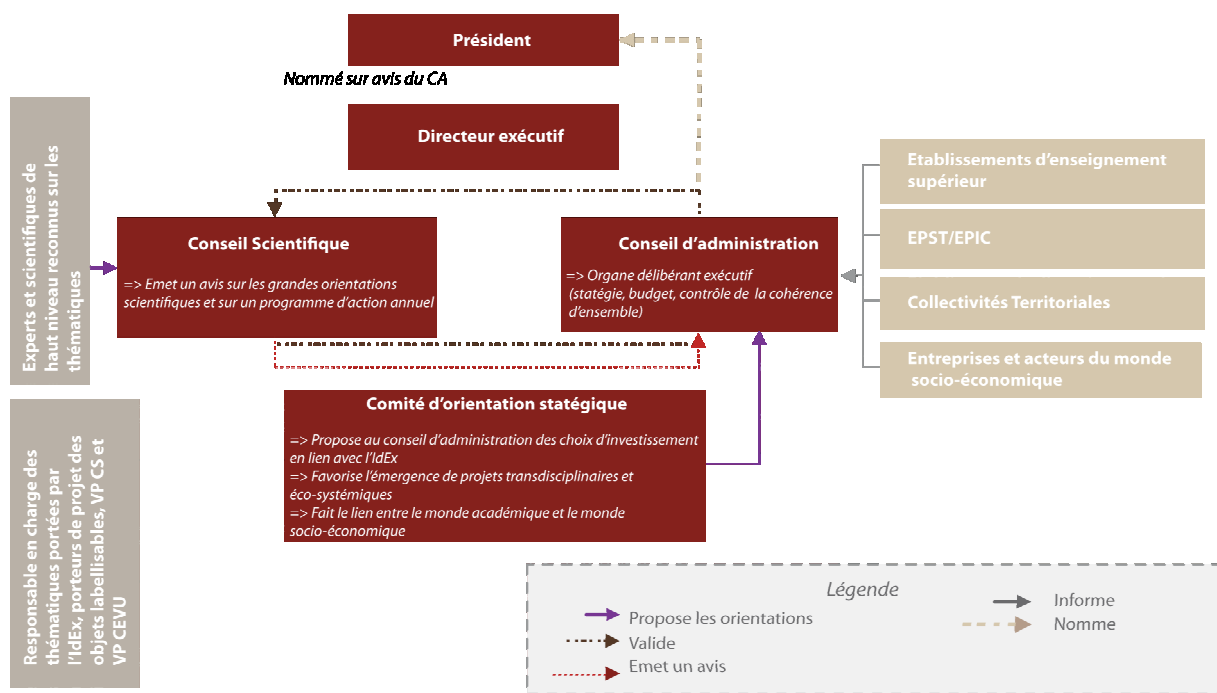 Président
Nommé sur avis du CA
Directeur exécutif
Experts et scientifiques de
haut niveau reconnus sur les
thématiques
Conseil Scientifique
=> Emet un avis sur les grandes orientations
scientifiques et sur un programme d’action annuel
Conseil d’administration
=> Organe délibérant exécutif
(statégie, budget, contrôle de la cohérence
d’ensemble)
Etablissements d’enseignement
supérieur
EPST/EPIC
Collectivités Territoriales
Entreprises et acteurs du monde
socio-économique
Comité d’orientation statégique
=> Propose au conseil d’administration des choix d’investissement
en lien avec l’IdEx
=> Favorise l’émergence de projets transdisciplinaires et
éco-systémiques
=> Fait le lien entre le monde académique et le monde
socio-économique
Responsable en charge des
thématiques portées par
l’IdEx, porteurs de projet des
objets labellisables, VP CS et
VP CEVU
Légende
Propose les orientations
Valide
Emet un avis
Informe
Nomme